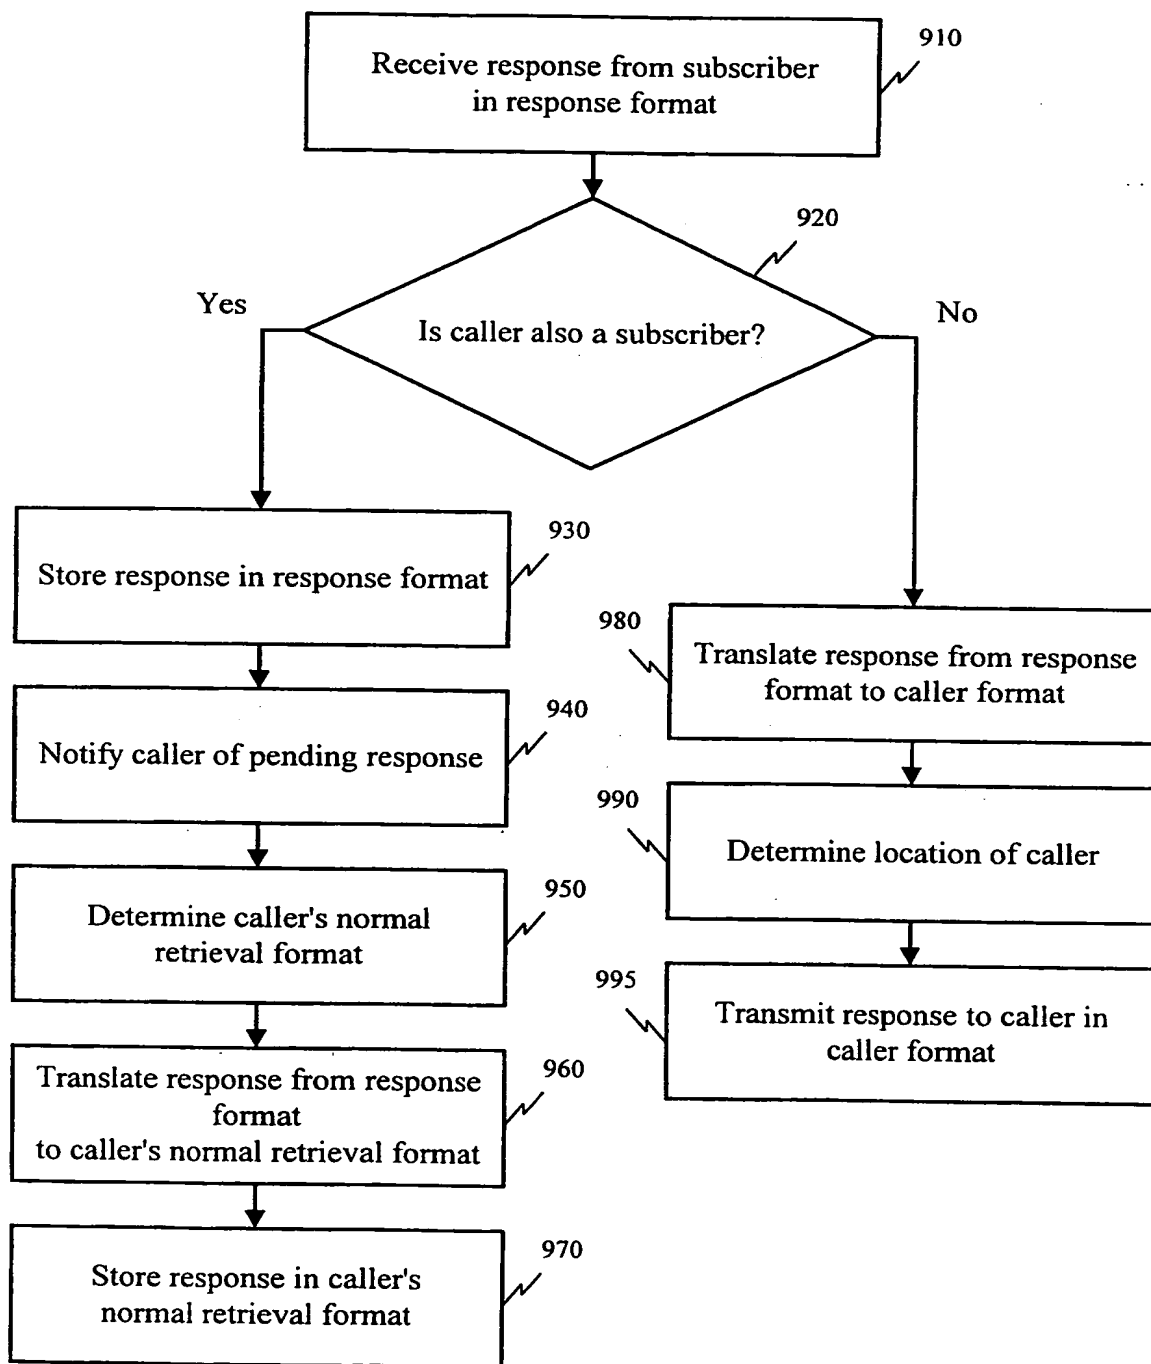 910
Receive response from subscriber
in response format
920
Yes
Is caller also a subscriber?
No
930
Store response in response format
940
Notify caller of pending response
950
Determine caller's normal
retrieval format
960
Translate response from response
format
to caller's normal retrieval format
970
Store response in caller's
normal retrieval format
980
Translate response from response
format to caller format
990
Determine location of caller
995
Transmit response to caller in
caller format